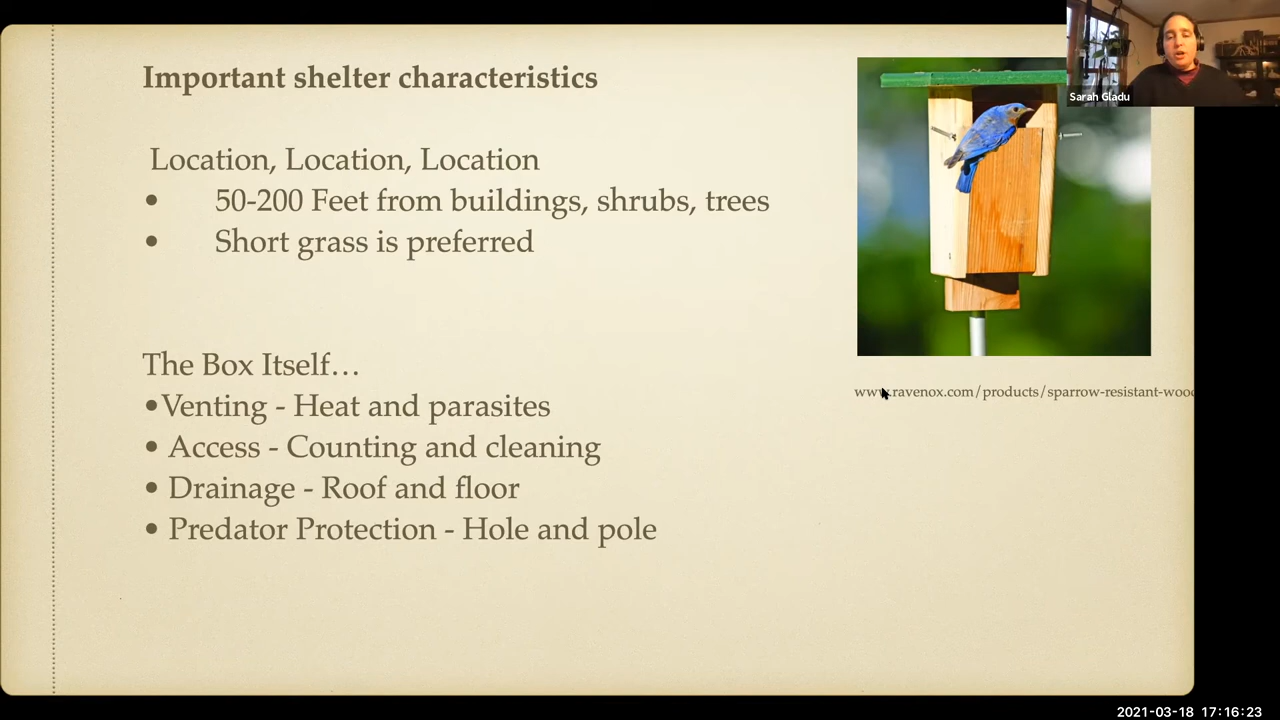 Important shelter characteristics
Location, Location, Location
• 50-200 Feet from buildings, shrubs, trees
• Short grass is preferred
The Box Itself…
•Venting - Heat and parasites
• Access - Counting and cleaning
• Drainage - Roof and floor
• Predator Protection - Hole and pole
Sarah Gladu
www.ravenox.com/products/sparrow-resistant-wood
2021-03-18 17:16:23